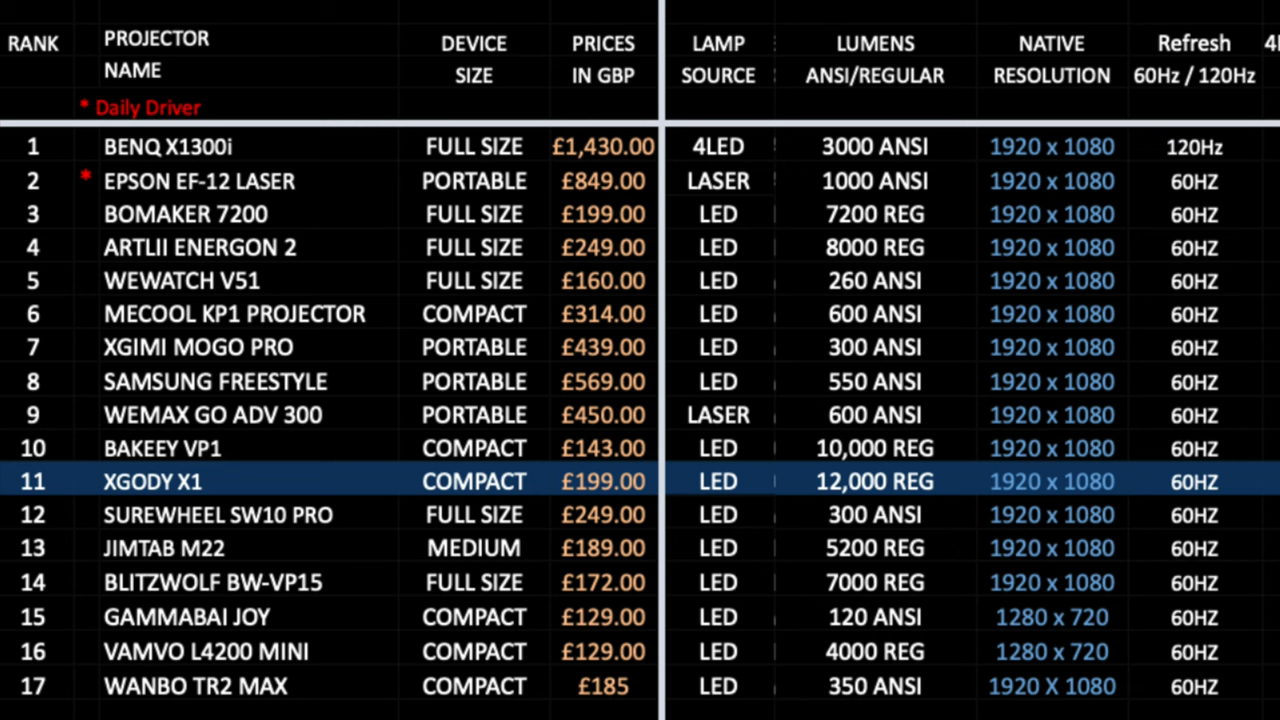 RANK PROJECTOR NAME DEVICE SIZE PRICES IN GBP LAMP SOURCE LUMENS ANSI/REGULAR NATIVE RESOLUTION Refresh 60Hz / 120Hz
* Daily Driver
1 BENQ X1300i FULL SIZE £1,430.00 4LED 3000 ANSI 1920 x 1080 120Hz
2 * EPSON EF-12 LASER PORTABLE £849.00 LASER 1000 ANSI 1920 x 1080 60HZ
3 BOMAKER 7200 FULL SIZE £199.00 LED 7200 REG 1920 x 1080 60HZ
4 ARTLII ENERGON 2 FULL SIZE £249.00 LED 8000 REG 1920 x 1080 60HZ
5 WEWATCH V51 FULL SIZE £160.00 LED 260 ANSI 1920 x 1080 60HZ
6 MECOOL KP1 PROJECTOR COMPACT £314.00 LED 600 ANSI 1920 x 1080 60HZ
7 XGIMI MOGO PRO PORTABLE £439.00 LED 300 ANSI 1920 x 1080 60HZ
8 SAMSUNG FREESTYLE PORTABLE £569.00 LED 550 ANSI 1920 x 1080 60HZ
9 WEMAX GO ADV 300 PORTABLE £450.00 LASER 600 ANSI 1920 x 1080 60HZ
10 BAKEEY VP1 COMPACT £143.00 LED 10,000 REG 1920 x 1080 60HZ
11 XGODY X1 COMPACT £199.00 LED 12,000 REG 1920 x 1080 60HZ
12 SUREWHEEL SW10 PRO FULL SIZE £249.00 LED 300 ANSI 1920 x 1080 60HZ
13 JIMTAB M22 MEDIUM £189.00 LED 5200 REG 1920 x 1080 60HZ
14 BLITZWOLF BW-VP15 FULL SIZE £172.00 LED 7000 REG 1920 x 1080 60HZ
15 GAMMABAI JOY COMPACT £129.00 LED 120 ANSI 1280 x 720 60HZ
16 VAMVO L4200 MINI COMPACT £129.00 LED 4000 REG 1280 x 720 60HZ
17 WANBO TR2 MAX COMPACT £185 LED 350 ANSI 1920 X 1080 60HZ